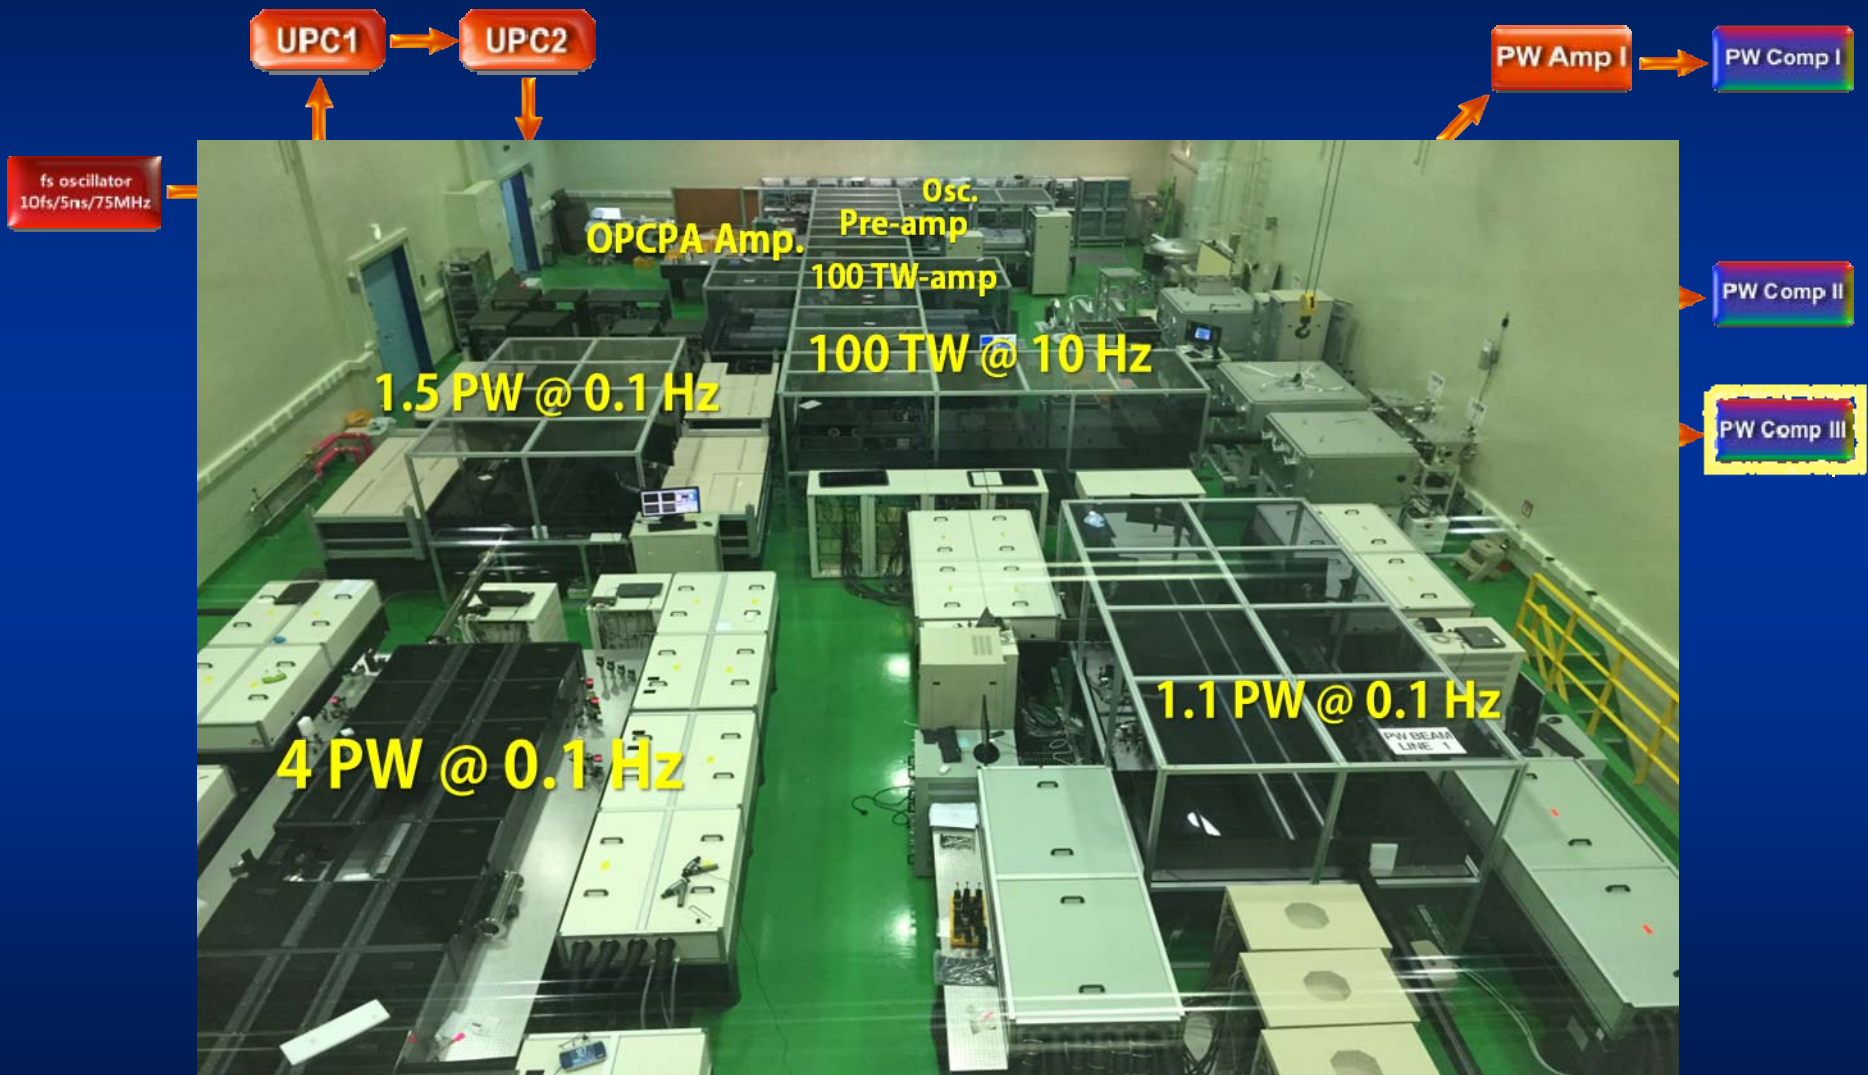 UPC1
UPC2
PW Amp I
PW Comp I
fs oscillator
10fs/5ns/75MHz
Osc.
Pre-amp
OPCPA Amp.
100 TW-amp
PW Comp II
100 TW @ 10 Hz
1.5 PW @ 0.1 Hz
PW Comp III
1.1 PW @ 0.1 Hz
PW BEAM
LINE 1
4 PW @ 0.1 Hz